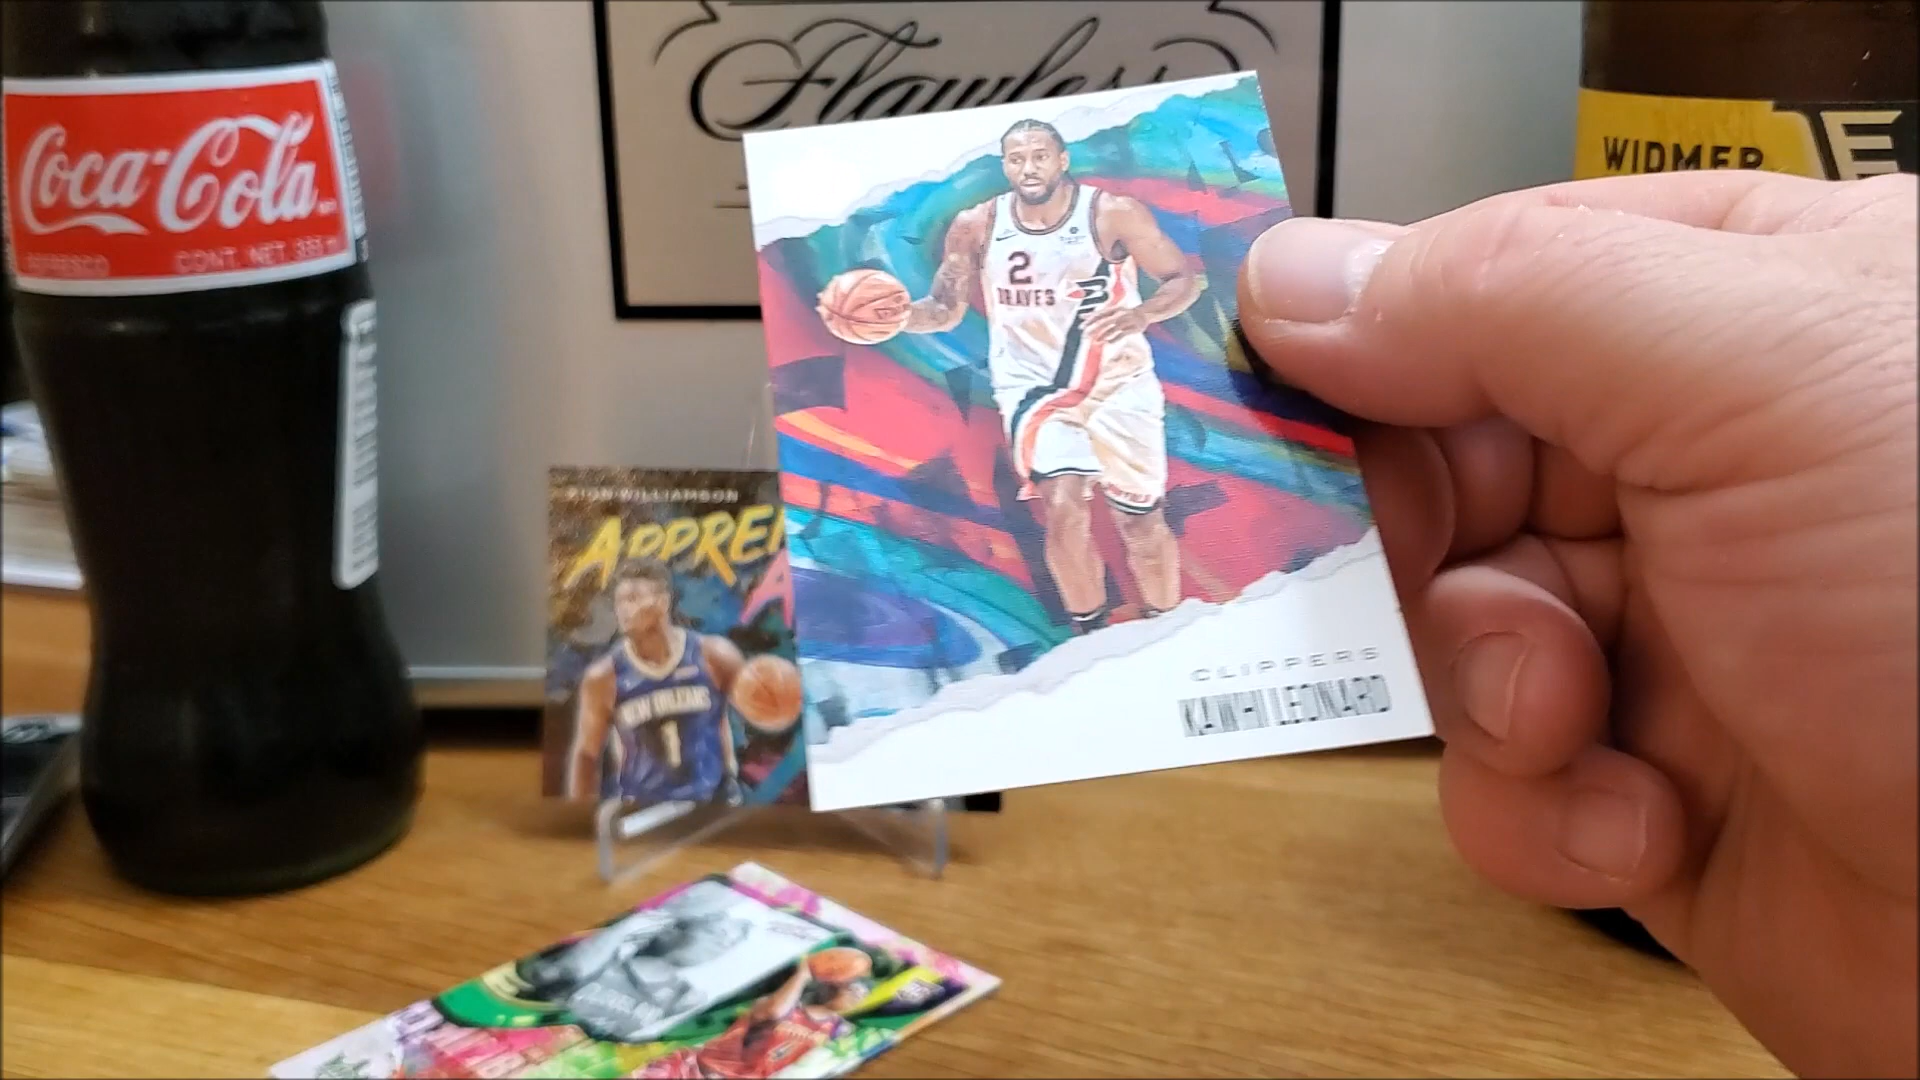 Coca-Cola
REFRESCO
CONT. NET. 355 ml
Flawless
WIDMER
2
BRAVES
CLIPPERS
KAWHI LEONARD
ZION WILLIAMSON
APPREN
NEW ORLEANS
1